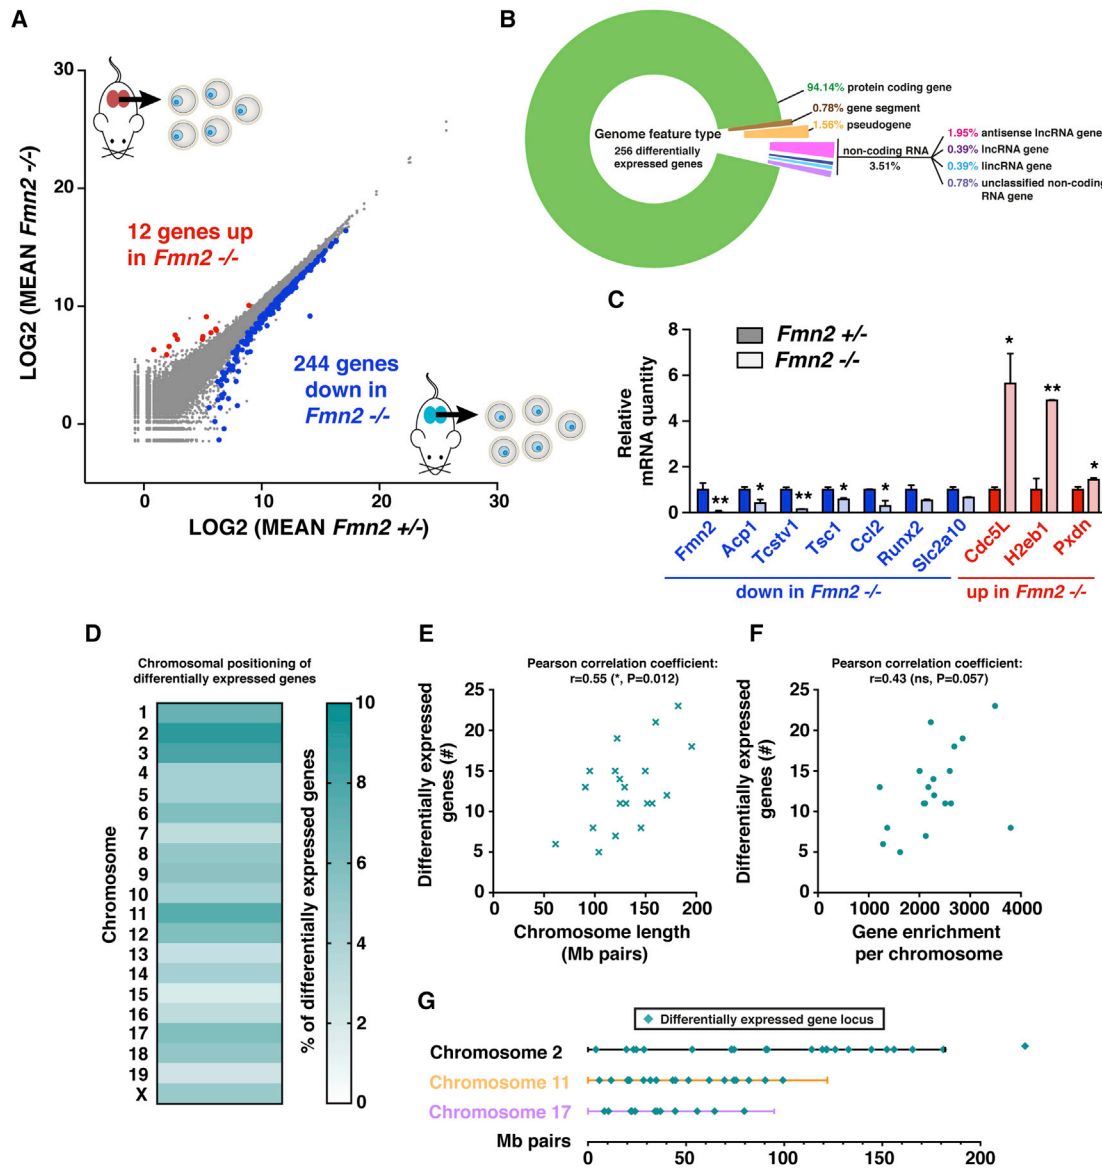 A
30
20
10
0
LOG2 (MEAN Fmn2 -/-)
12 genes up
in Fmn2 -/-
244 genes
down in
Fmn2 -/-
0
10
20
30
LOG2 (MEAN Fmn2 +/-)
B
Genome feature type
256 differentially
expressed genes
94.14% protein coding gene
0.78% gene segment
1.56% pseudogene
non-coding RNA
3.51%
1.95% antisense lncRNA gene
0.39% lncRNA gene
0.39% lincRNA gene
0.78% unclassified non-coding
RNA gene
C
Relative
mRNA quantity
8
6
4
2
0
Fmn2 +/-
Fmn2 -/-
**
*
**
*
*
*
**
*
Fmn2
Acp1
Tcstv1
Tsc1
Ccl2
Runx2
Slc2a10
Cdc5L
H2eb1
Pxdn
down in Fmn2 -/-
up in Fmn2 -/-
D
Chromosomal positioning of
differentially expressed genes
Chromosome
1
2
3
4
5
6
7
8
9
10
11
12
13
14
15
16
17
18
19
X
% of differentially expressed genes
10
8
6
4
2
0
E
Pearson correlation coefficient:
r=0.55 (*, P=0.012)
Differentially expressed
genes (#)
25
20
15
10
5
0
0
50
100
150
200
Chromosome length
(Mb pairs)
F
Pearson correlation coefficient:
r=0.43 (ns, P=0.057)
Differentially expressed
genes (#)
25
20
15
10
5
0
0
1000
2000
3000
4000
Gene enrichment
per chromosome
G
Differentially expressed gene locus
Chromosome 2
Chromosome 11
Chromosome 17
Mb pairs
0
50
100
150
200